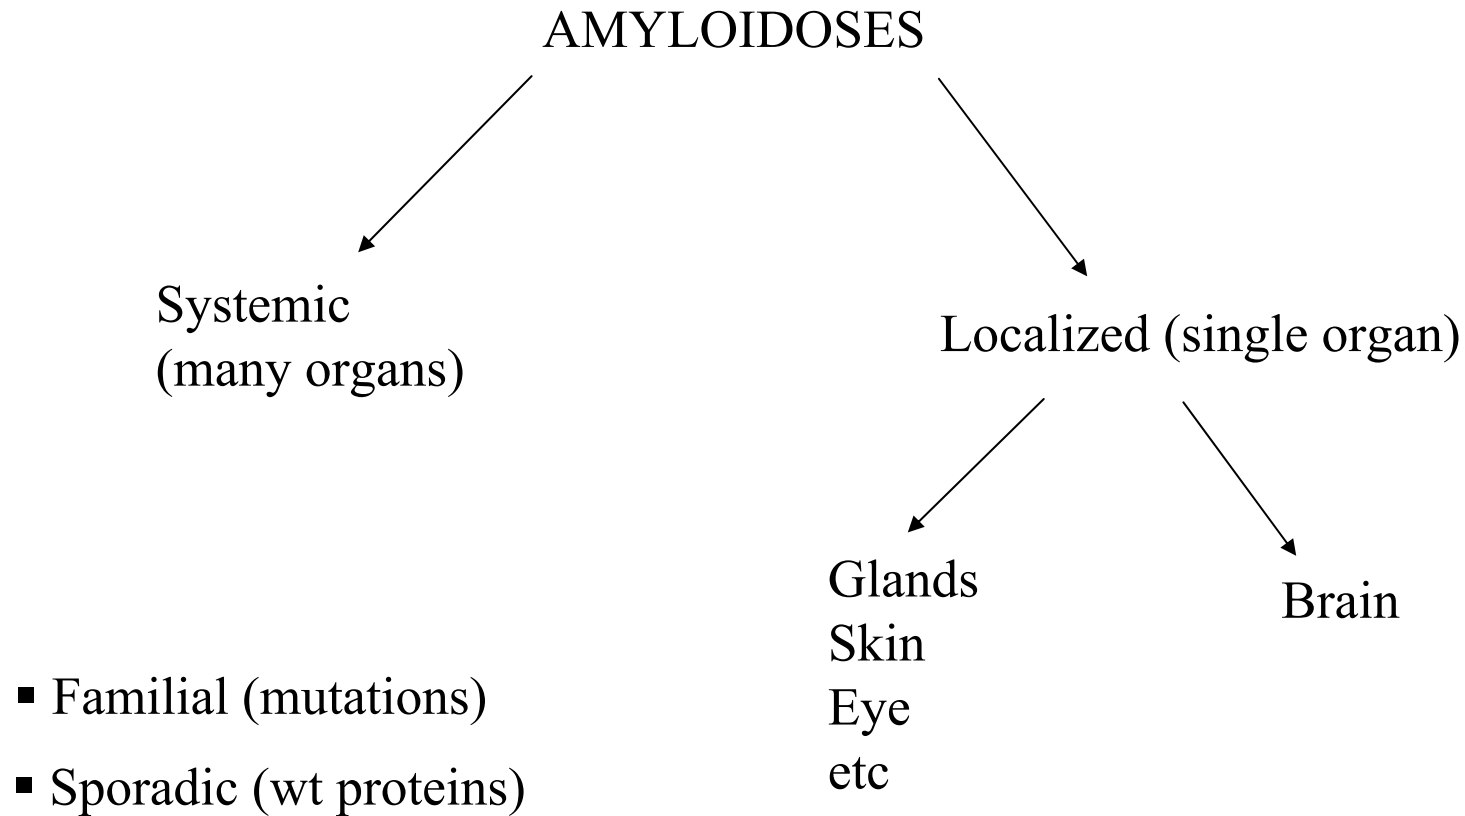 AMYLOIDOSES
Systemic
(many organs)
Localized (single organ)
Glands
Skin
Eye
etc
Brain
▪ Familial (mutations)
▪ Sporadic (wt proteins)